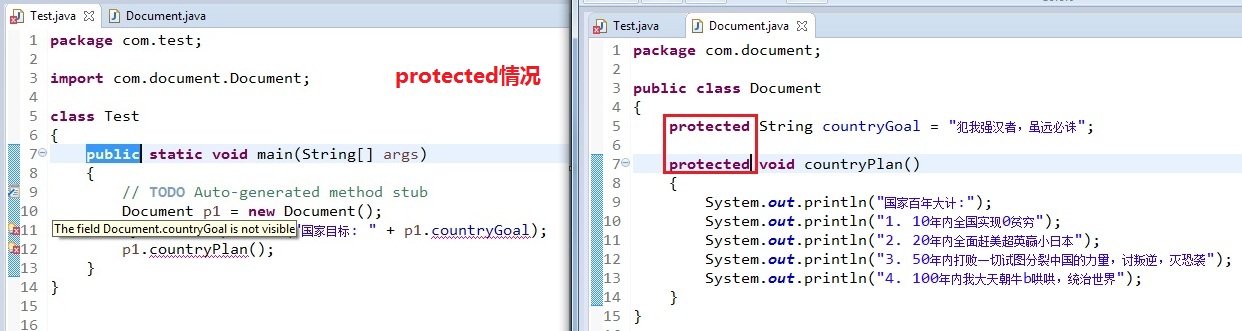 Test.java
Document.java
1 package com.test;
2
3 import com.document.Document;
4
5 class Test
6 {
7 public static void main(String[] args)
8 {
9 // TODO Auto-generated method stub
10 Document p1 = new Document();
11 "国家目标: " + p1.countryGoal);
The field Document.countryGoal is not visible
12 p1.countryPlan();
13 }
14 }
15
16
protected情况
Test.java
Document.java
1 package com.document;
2
3 public class Document
4 {
5 protected String countryGoal = "犯我强汉者，虽远必诛";
6
7 protected void countryPlan()
8 {
9 System.out.println("国家百年大计:");
10 System.out.println("1. 10年内全国实现0贫穷");
11 System.out.println("2. 20年内全面赶美超英赢小日本");
12 System.out.println("3. 50年内打败一切试图分裂中国的力量，讨叛逆，灭恐袭");
13 System.out.println("4. 100年内我大天朝牛b哄哄，统治世界");
14 }
15 }